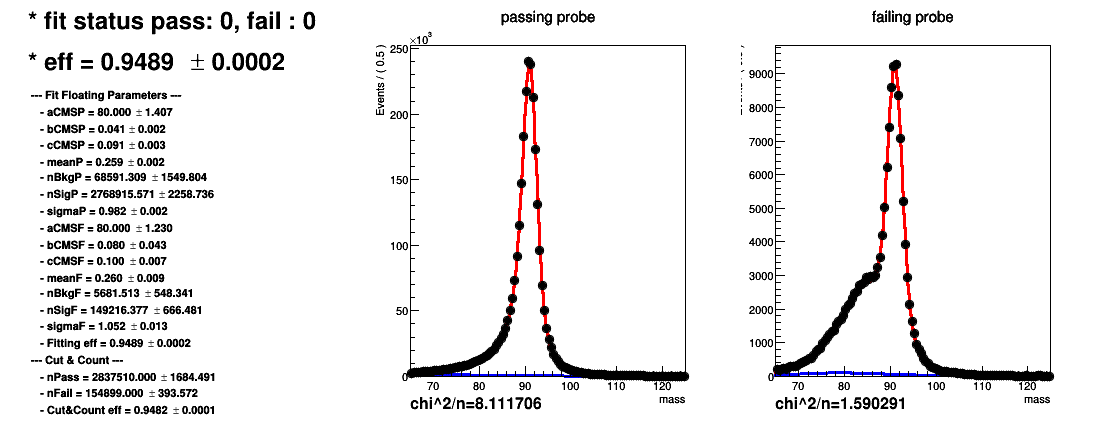 * fit status pass: 0, fail : 0
* eff = 0.9489 ± 0.0002
--- Fit Floating Parameters ---
- aCMSP = 80.000 ± 1.407
- bCMSP = 0.041 ± 0.002
- cCMSP = 0.091 ± 0.003
- meanP = 0.259 ± 0.002
- nBkgP = 68591.309 ± 1549.804
- nSigP = 2768915.571 ± 2258.736
- sigmaP = 0.982 ± 0.002
- aCMSF = 80.000 ± 1.230
- bCMSF = 0.080 ± 0.043
- cCMSF = 0.100 ± 0.007
- meanF = 0.260 ± 0.009
- nBkgF = 5681.513 ± 548.341
- nSigF = 149216.377 ± 666.481
- sigmaF = 1.052 ± 0.013
- Fitting eff = 0.9489 ± 0.0002
--- Cut & Count ---
- nPass = 2837510.000 ± 1684.491
- nFail = 154899.000 ± 393.572
- Cut&Count eff = 0.9482 ± 0.0001
passing probe
×10³
Events / ( 0.5 )
250
200
150
100
50
0
70 80 90 100 110 120
mass
chi^2/n=8.111706
failing probe
9000
8000
7000
6000
5000
4000
3000
2000
1000
0
70 80 90 100 110 120
mass
chi^2/n=1.590291